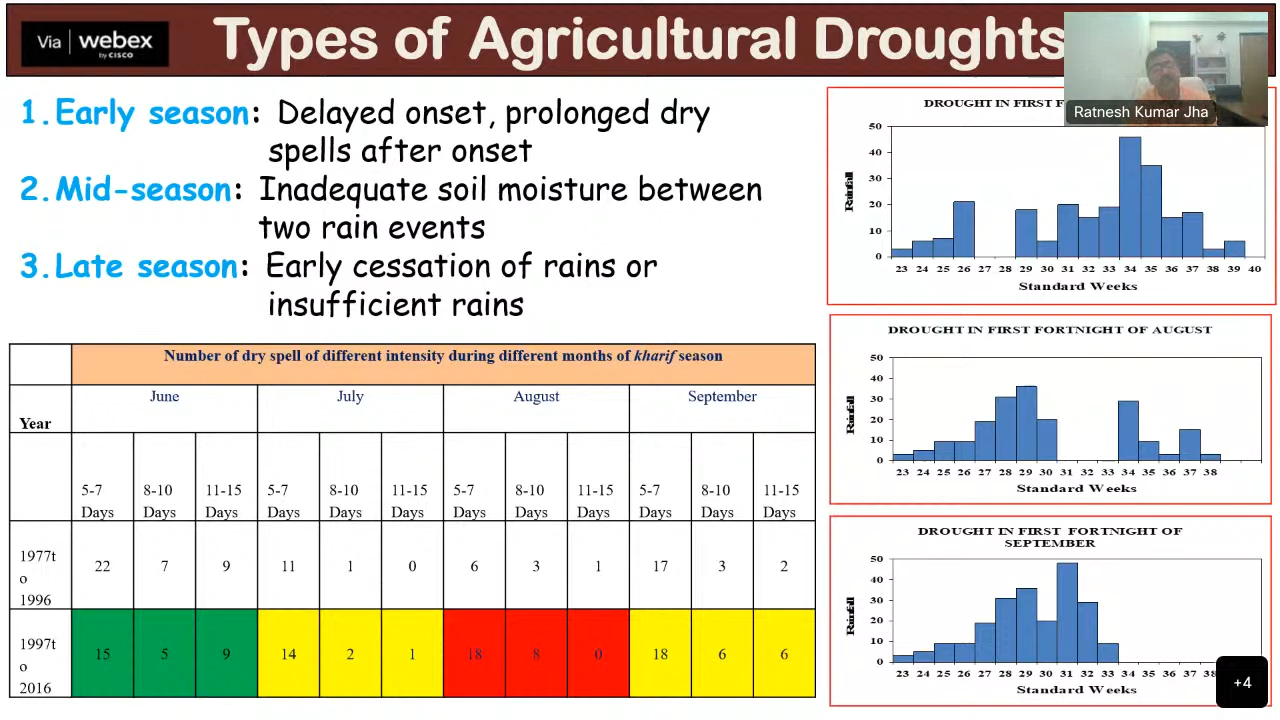 Via webex
by CISCO
Types of Agricultural Droughts
Ratnesh Kumar Jha
1.Early season: Delayed onset, prolonged dry
spells after onset
2.Mid-season: Inadequate soil moisture between
two rain events
3.Late season: Early cessation of rains or
insufficient rains
Number of dry spell of different intensity during different months of kharif season
Year June July August September
5-7 Days 8-10 Days 11-15 Days 5-7 Days 8-10 Days 11-15 Days 5-7 Days 8-10 Days 11-15 Days 5-7 Days 8-10 Days 11-15 Days
1977t
o
1996
22 7 9 11 1 0 6 3 1 17 3 2
1997t
o
2016
15 5 9 14 2 1 18 8 0 18 6 6
DROUGHT IN FIRST
Rainfall
50
40
30
20
10
0
23 24 25 26 27 28 29 30 31 32 33 34 35 36 37 38 39 40
Standard Weeks
DROUGHT IN FIRST FORTNIGHT OF AUGUST
Rainfall
50
40
30
20
10
0
23 24 25 26 27 28 29 30 31 32 33 34 35 36 37 38
Standard Weeks
DROUGHT IN FIRST FORTNIGHT OF
SEPTEMBER
Rainfall
50
40
30
20
10
0
23 24 25 26 27 28 29 30 31 32 33 34 35 36 37 38
Standard Weeks
+4